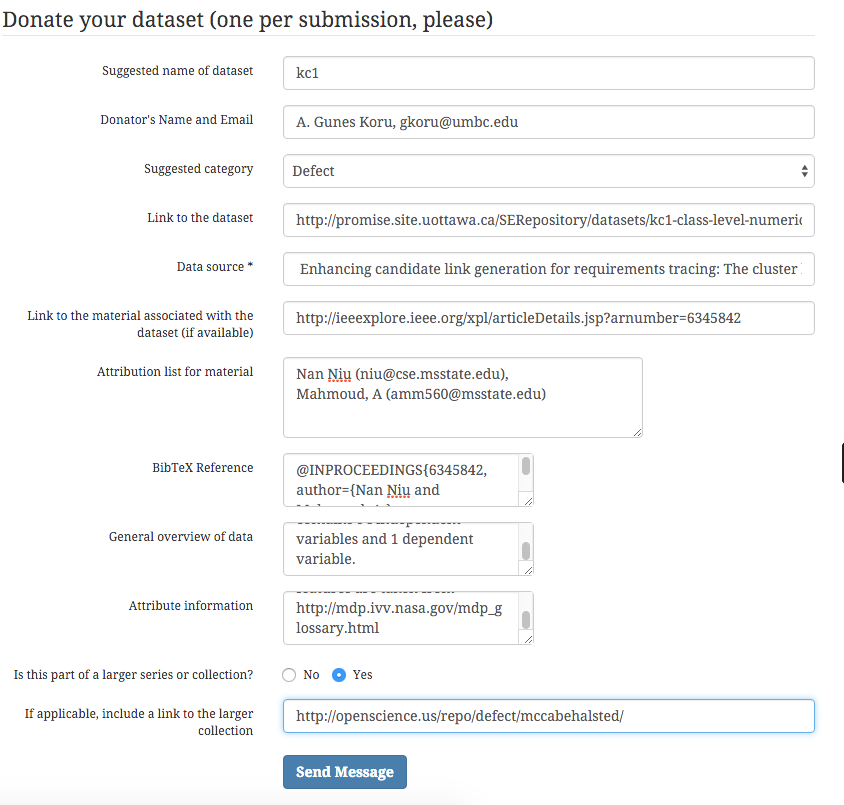 Donate your dataset (one per submission, please)
Suggested name of dataset
kc1
Donator's Name and Email
A. Gunes Koru, gkoru@umbc.edu
Suggested category
Defect
Link to the dataset
http://promise.site.uottawa.ca/SERepository/datasets/kc1-class-level-numeric
Data source *
Enhancing candidate link generation for requirements tracing: The cluster
Link to the material associated with the
dataset (if available)
http://ieeexplore.ieee.org/xpl/articleDetails.jsp?arnumber=6345842
Attribution list for material
Nan Niu (niu@cse.msstate.edu),
Mahmoud, A (amm560@msstate.edu)
BibTeX Reference
@INPROCEEDINGS{6345842,
author={Nan Niu and
General overview of data
variables and 1 dependent
variable.
Attribute information
http://mdp.ivv.nasa.gov/mdp_g
lossary.html
Is this part of a larger series or collection?
No Yes
If applicable, include a link to the larger
collection
http://openscience.us/repo/defect/mccabehalsted/
Send Message